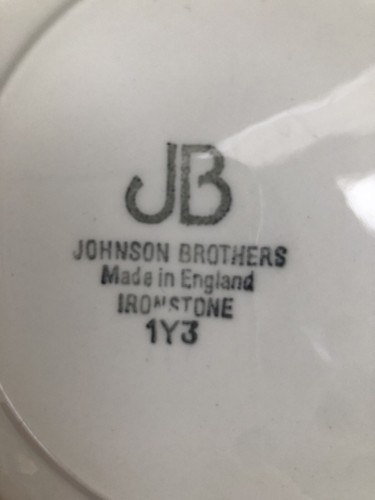 JB
JOHNSON BROTHERS
Made in England
IRONSTONE
1Y3